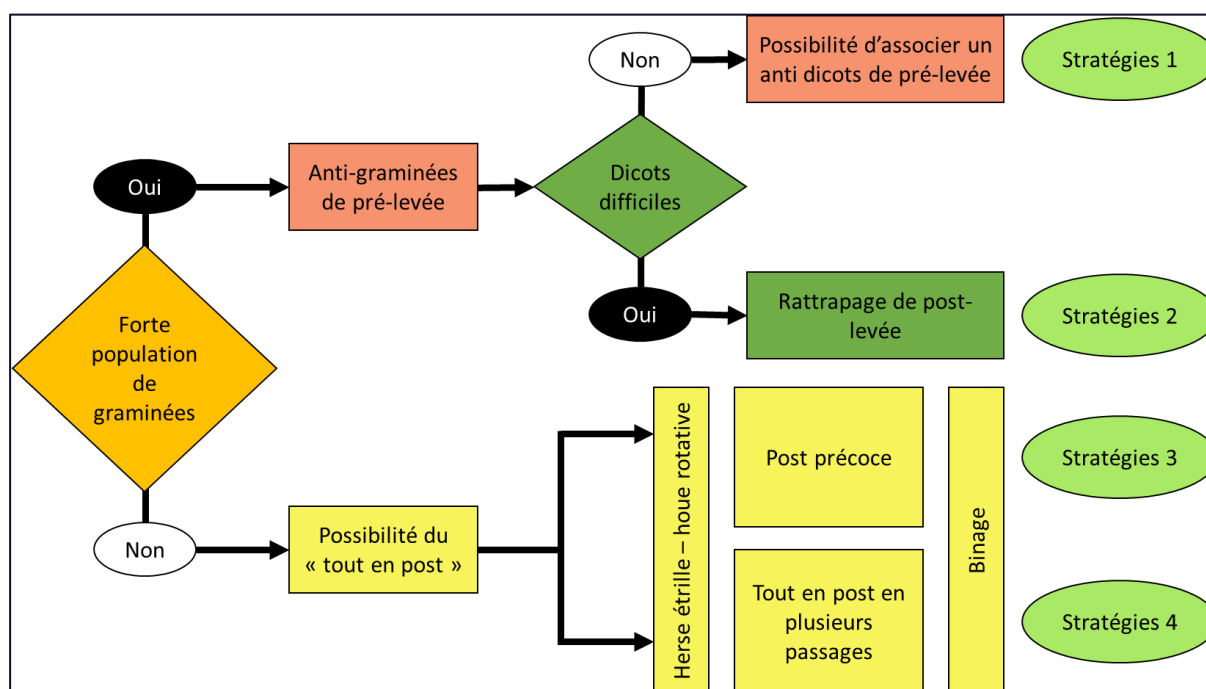 Non
Possibilité d'associer un
anti dicots de pré-levée
Stratégies 1
Oui
Anti-graminées
de pré-levée
Dicots
difficiles
Oui
Rattrapage de post-
levée
Stratégies 2
Forte
population
de
graminées
Non
Possibilité du
« tout en post »
Herse étrille – houe rotative
Post précoce
Tout en post en
plusieurs
passages
Binage
Stratégies 3
Stratégies 4